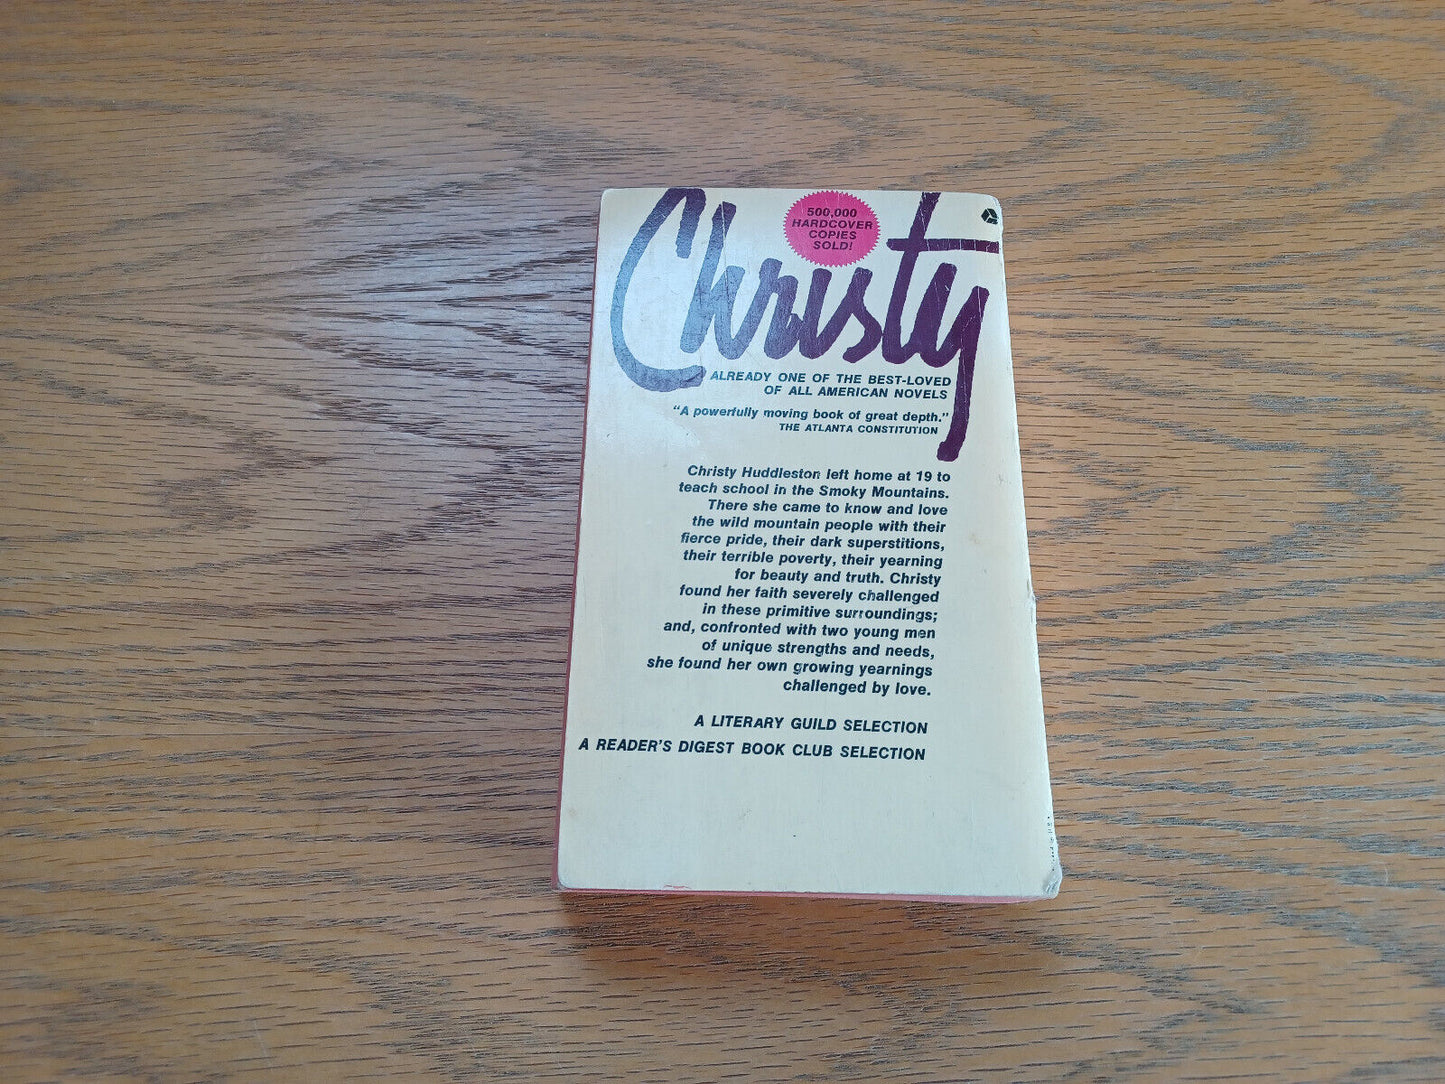 Christy
500,000
HARDCOVER
COPIES
SOLD!
ALREADY ONE OF THE BEST-LOVED
OF ALL AMERICAN NOVELS
"A powerfully moving book of great depth."
THE ATLANTA CONSTITUTION
Christy Huddleston left home at 19 to
teach school in the Smoky Mountains.
There she came to know and love
the wild mountain people with their
fierce pride, their dark superstitions,
their terrible poverty, their yearning
for beauty and truth. Christy
found her faith severely challenged
in these primitive surroundings;
and, confronted with two young men
of unique strengths and needs,
she found her own growing yearnings
challenged by love.
A LITERARY GUILD SELECTION
A READER'S DIGEST BOOK CLUB SELECTION